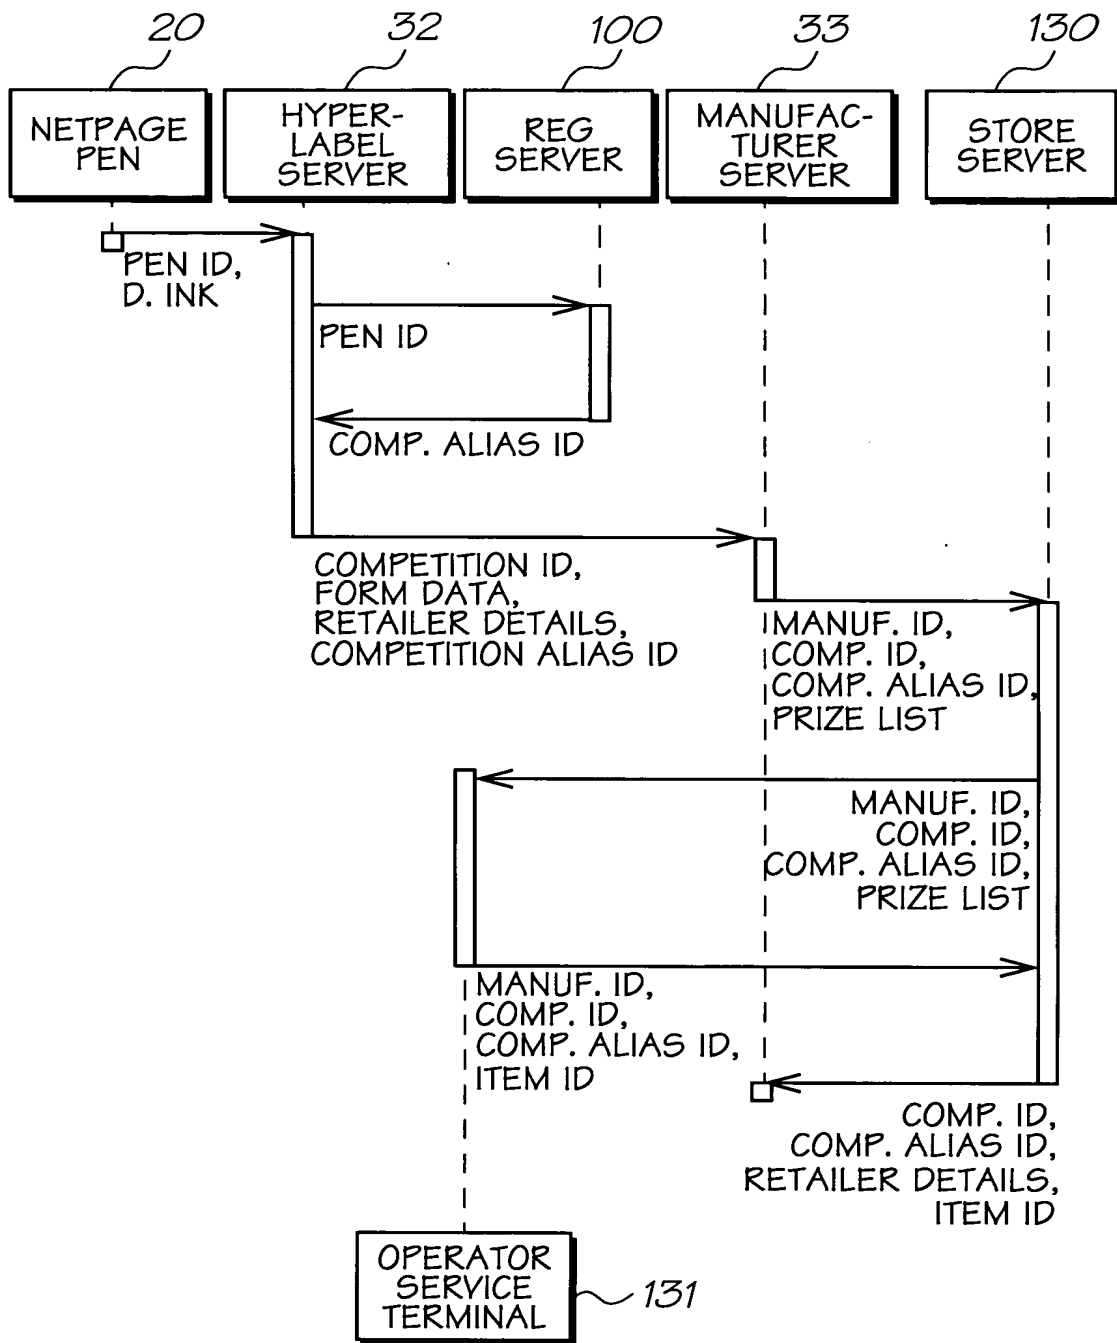 20
32
100
33
130
NETPAGE
PEN
HYPER-
LABEL
SERVER
REG
SERVER
MANUFAC-
TURER
SERVER
STORE
SERVER
PEN ID,
D. INK
PEN ID
COMP. ALIAS ID
COMPETITION ID,
FORM DATA,
RETAILER DETAILS,
COMPETITION ALIAS ID
MANUF. ID,
COMP. ID,
COMP. ALIAS ID,
PRIZE LIST
MANUF. ID,
COMP. ID,
COMP. ALIAS ID,
PRIZE LIST
MANUF. ID,
COMP. ID,
COMP. ALIAS ID,
ITEM ID
COMP. ID,
COMP. ALIAS ID,
RETAILER DETAILS,
ITEM ID
OPERATOR
SERVICE
TERMINAL
131